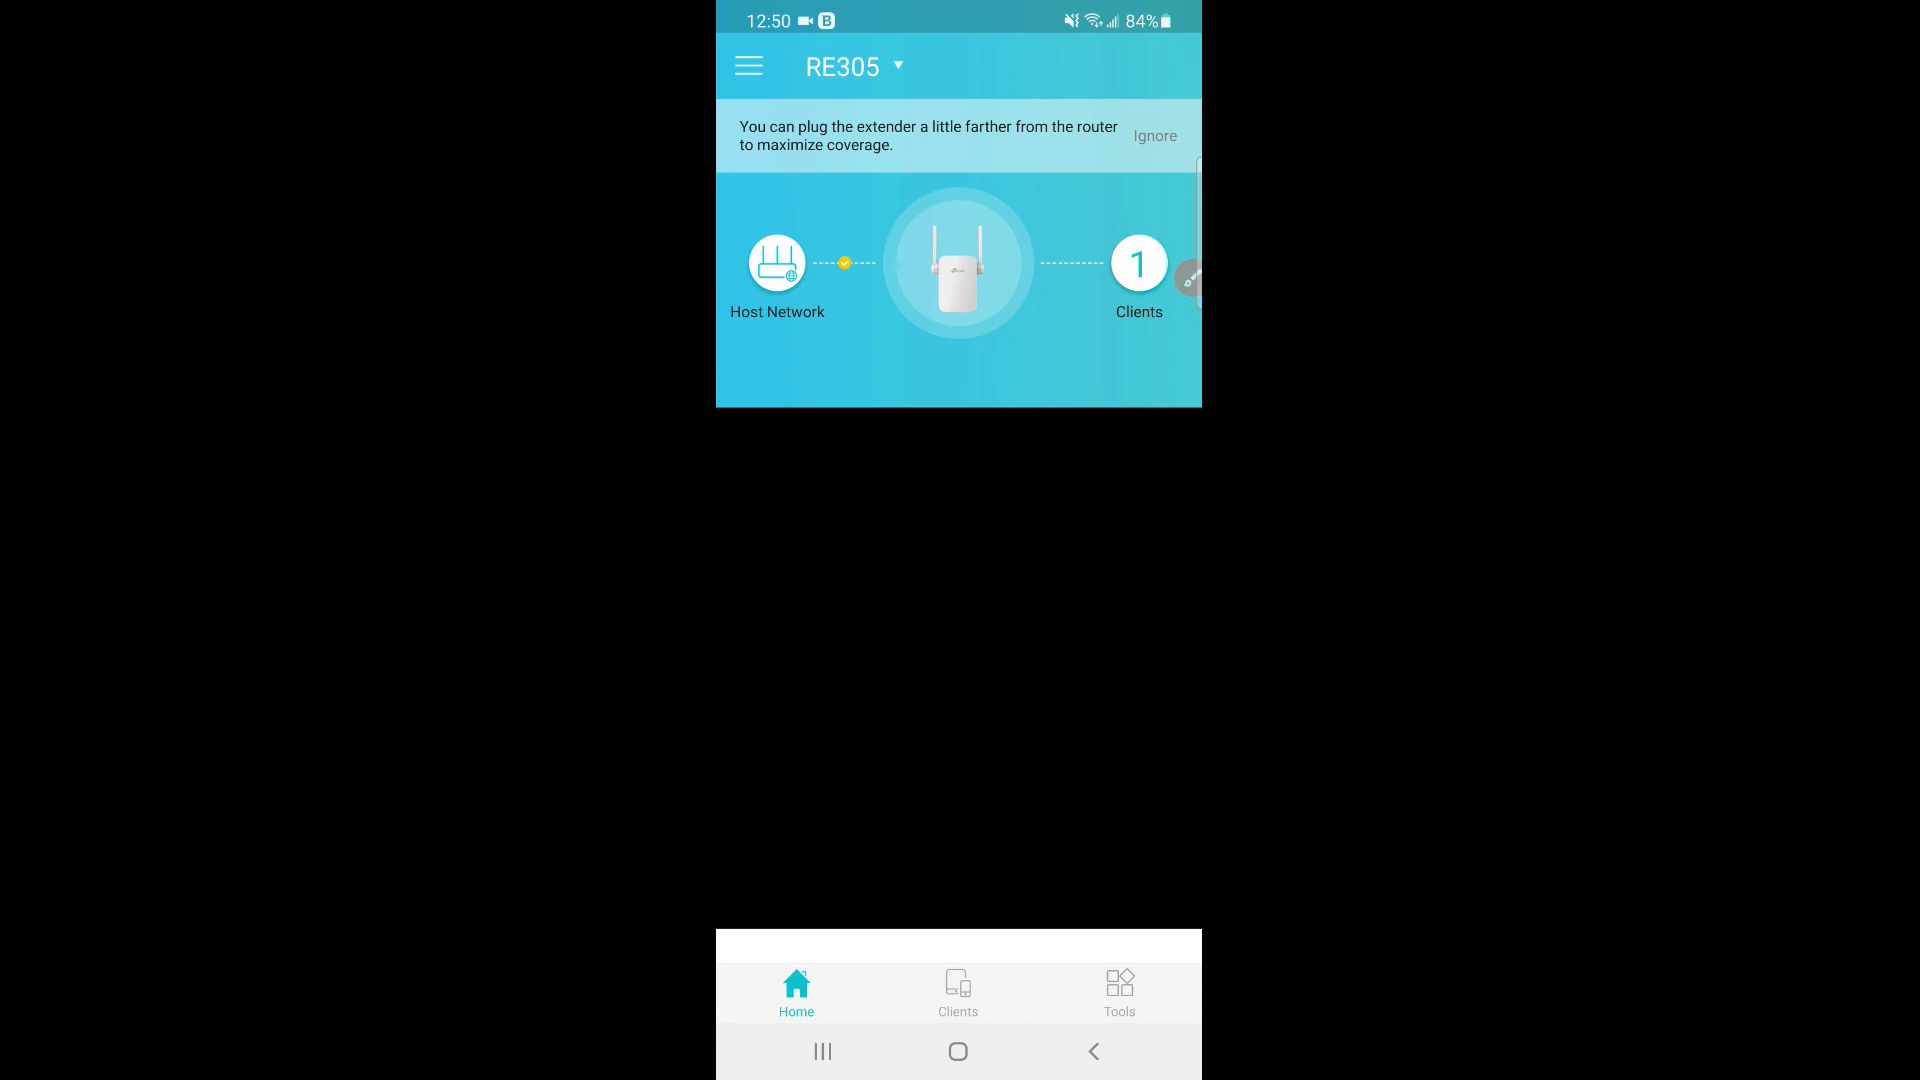 12:50 B 84%
RE305
You can plug the extender a little farther from the router
to maximize coverage.
Ignore
1
Host Network
Clients
Home
Clients
Tools